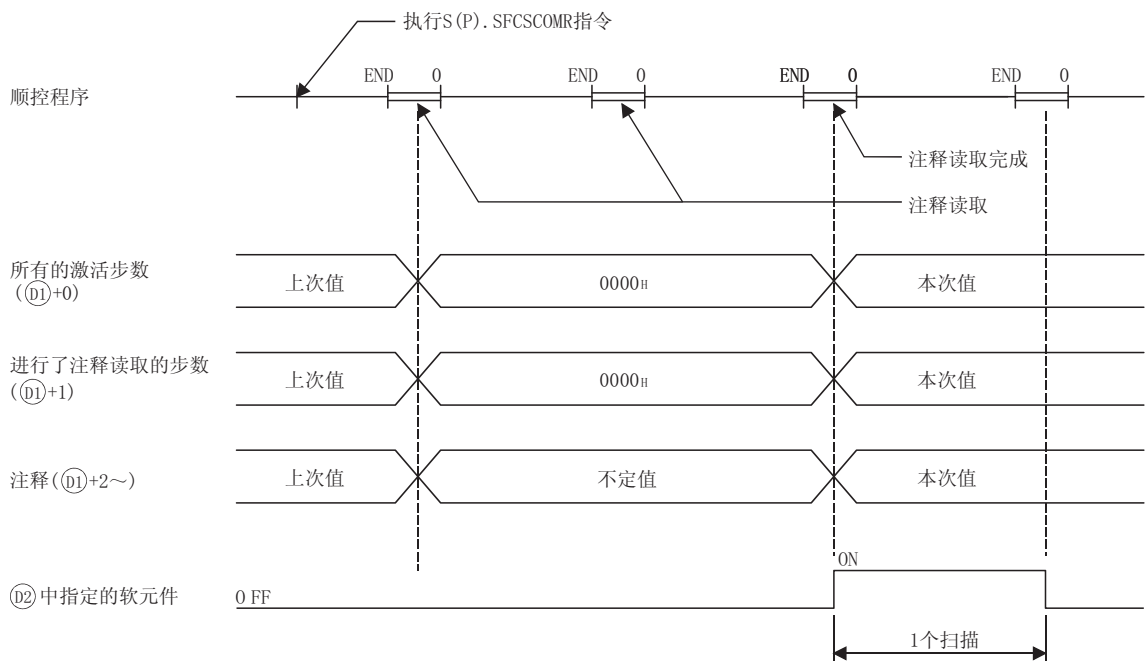 执行S(P).SFCSCOMR指令
END 0 END 0 END 0 END 0
顺控程序
注释读取完成
注释读取
所有的激活步数
(D1+0)
上次值 0000H 本次值
进行了注释读取的步数
(D1+1)
上次值 0000H 本次值
注释(D1+2～)
上次值 不定值 本次值
ON
D2中指定的软元件
OFF
1个扫描